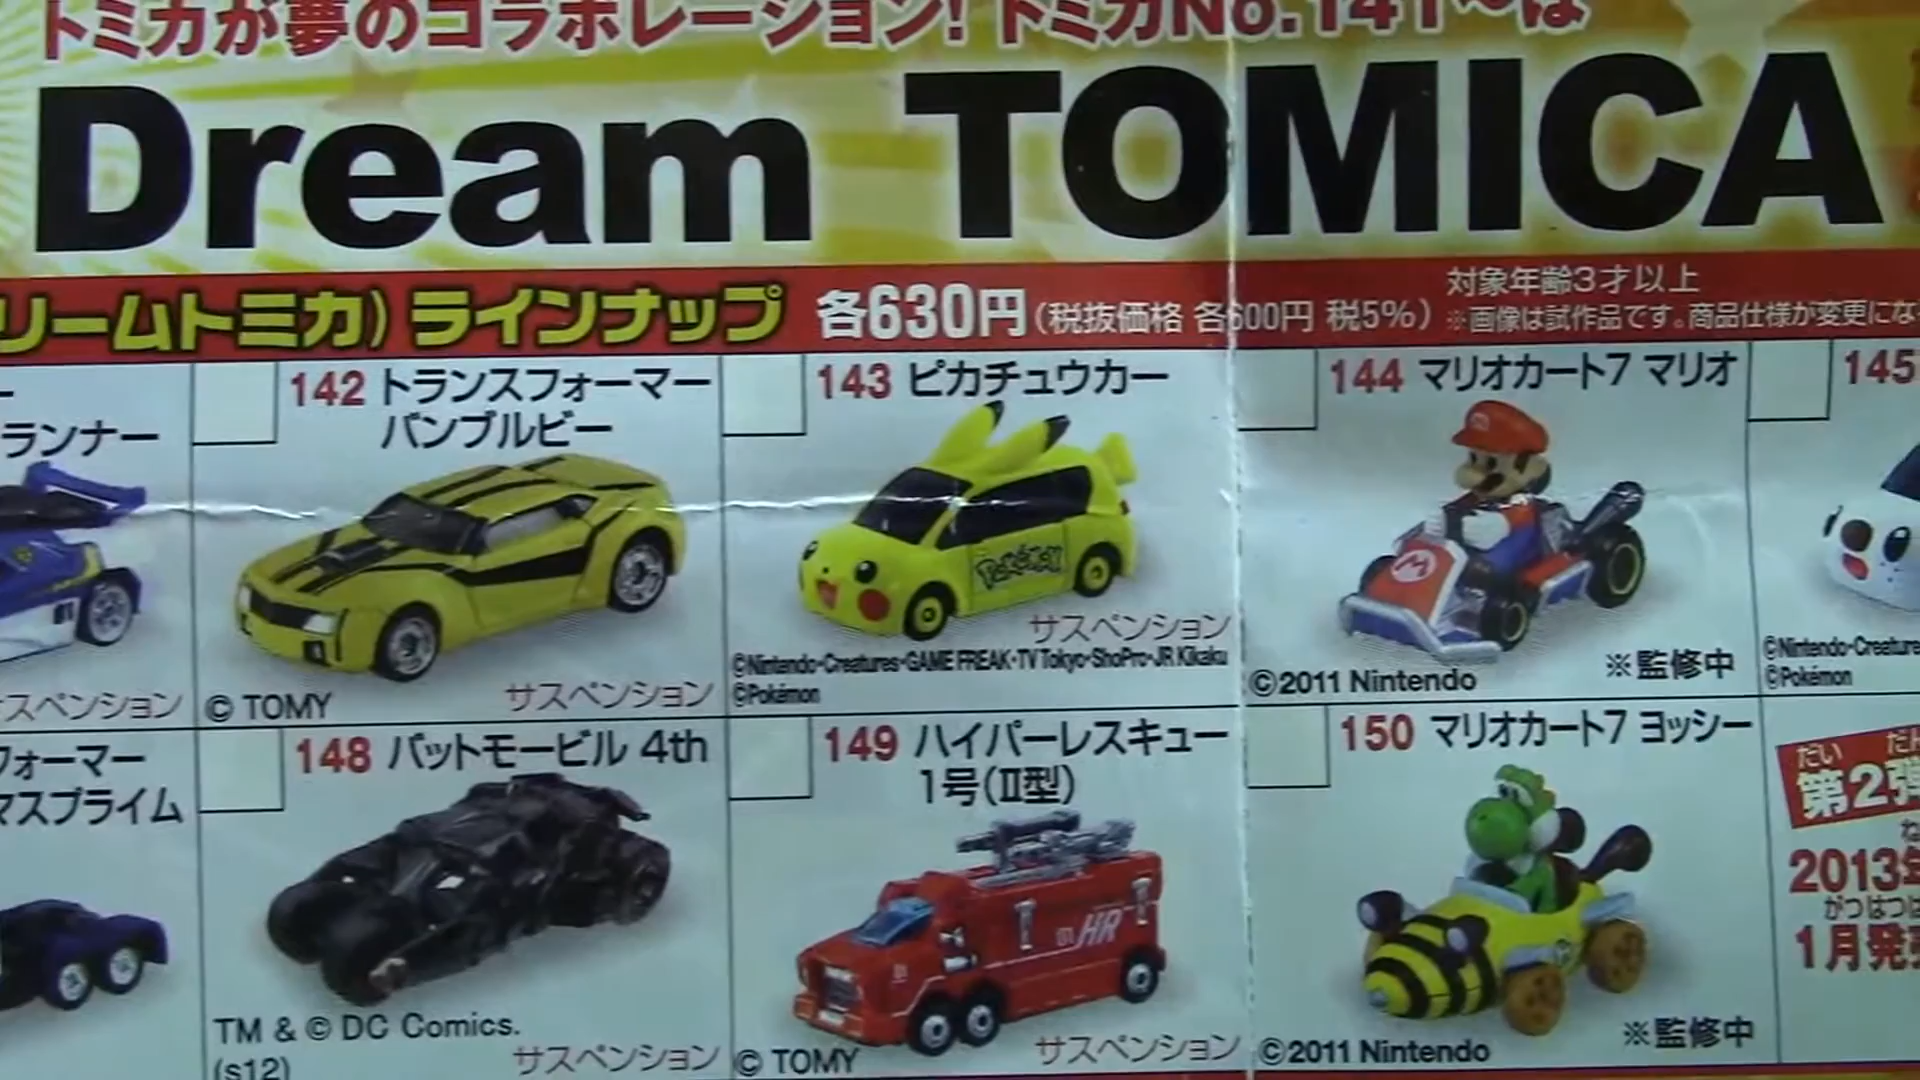 トミカが夢のコラボレーション! トミカNo.141~は
Dream TOMICA
リームトミカ) ラインナップ
各630円(税抜価格 各600円 税5%)
対象年齢3才以上
※画像は試作品です。商品仕様が変更にな
ランナー
スペンション
142 トランスフォーマー
バンブルビー
© TOMY
サスペンション
143 ピカチュウカー
POKéMON
サスペンション
©Nintendo・Creatures・GAME FREAK・TV Tokyo・ShoPro・JR Kikaku
©Pokémon
144 マリオカート7 マリオ
M
©2011 Nintendo
※監修中
145
©Nintendo・Creature
©Pokémon
フォーマー
マスプライム
148 バットモービル 4th
TM & © DC Comics.
(s12)
サスペンション
149 ハイパーレスキュー
1号(Ⅱ型)
01 HR
© TOMY
サスペンション
150 マリオカート7 ヨッシー
©2011 Nintendo
※監修中
だい だん
第2弾
2013年
がつはつば
1月発